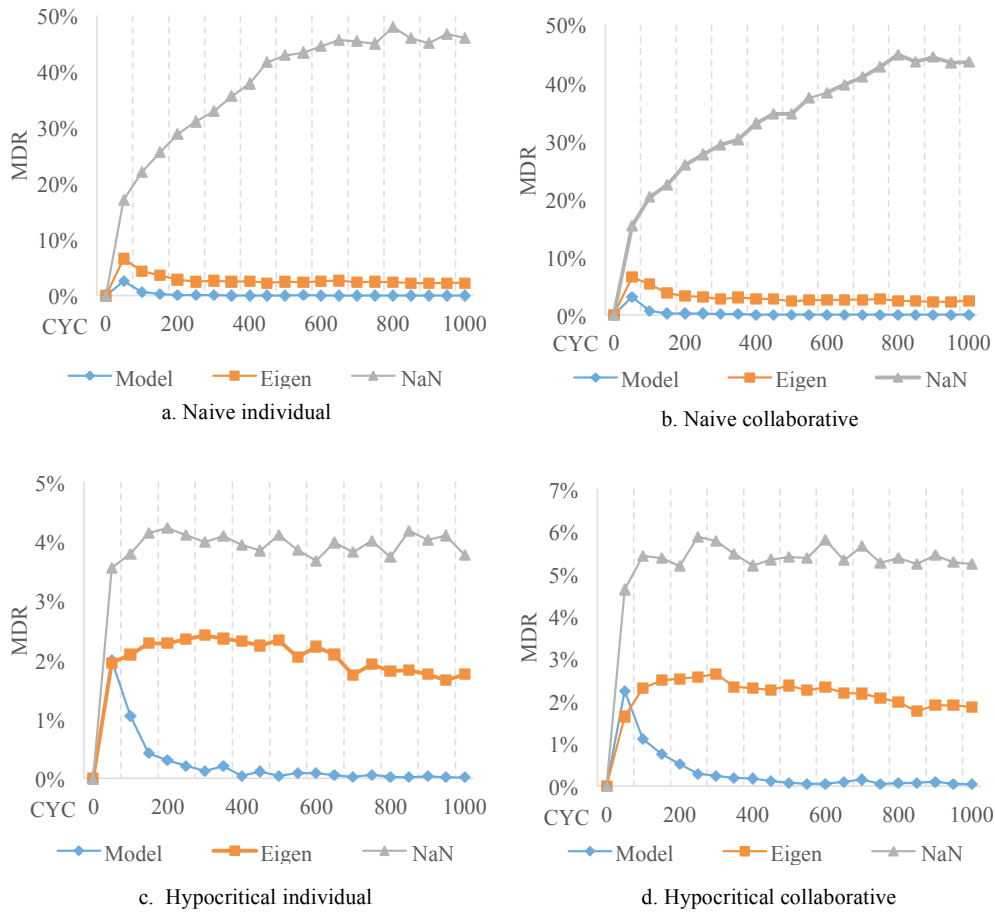 50%
40%
30%
20%
10%
0%
MDR
CYC
0 200 400 600 800 1000
Model Eigen NaN
a. Naive individual
50%
40%
30%
20%
10%
0%
MDR
CYC
0 200 400 600 800 1000
Model Eigen NaN
b. Naive collaborative
5%
4%
3%
2%
1%
0%
MDR
CYC
0 200 400 600 800 1000
Model Eigen NaN
c. Hypocritical individual
7%
6%
5%
4%
3%
2%
1%
0%
MDR
CYC
0 200 400 600 800 1000
Model Eigen NaN
d. Hypocritical collaborative